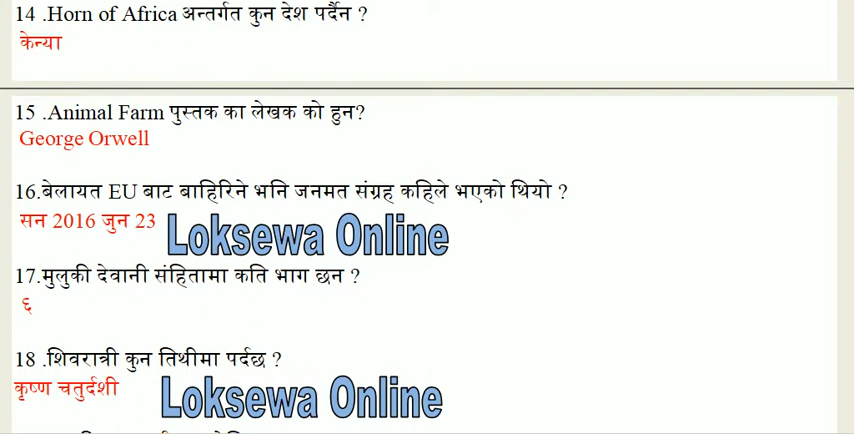 14 .Horn of Africa अन्तर्गत कुन देश पर्दैन ?
केन्या
15 .Animal Farm पुस्तक का लेखक को हुन?
George Orwell
16.बेलायत EU बाट बाहिरिने भनि जनमत संग्रह कहिले भएको थियो ?
सन 2016 जुन 23
Loksewa Online
17.मुलुकी देवानी संहितामा कति भाग छन ?
६
18 .शिवरात्री कुन तिथीमा पर्दछ ?
कृष्ण चतुर्दशी
Loksewa Online